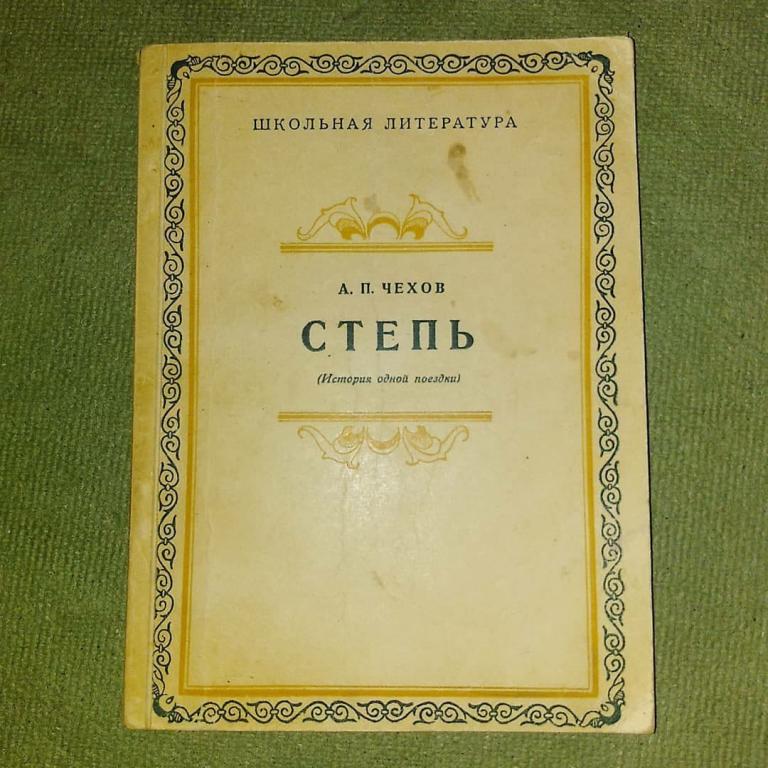 ШКОЛЬНАЯ ЛИТЕРАТУРА
А. П. ЧЕХОВ
СТЕПЬ
(История одной поездки)